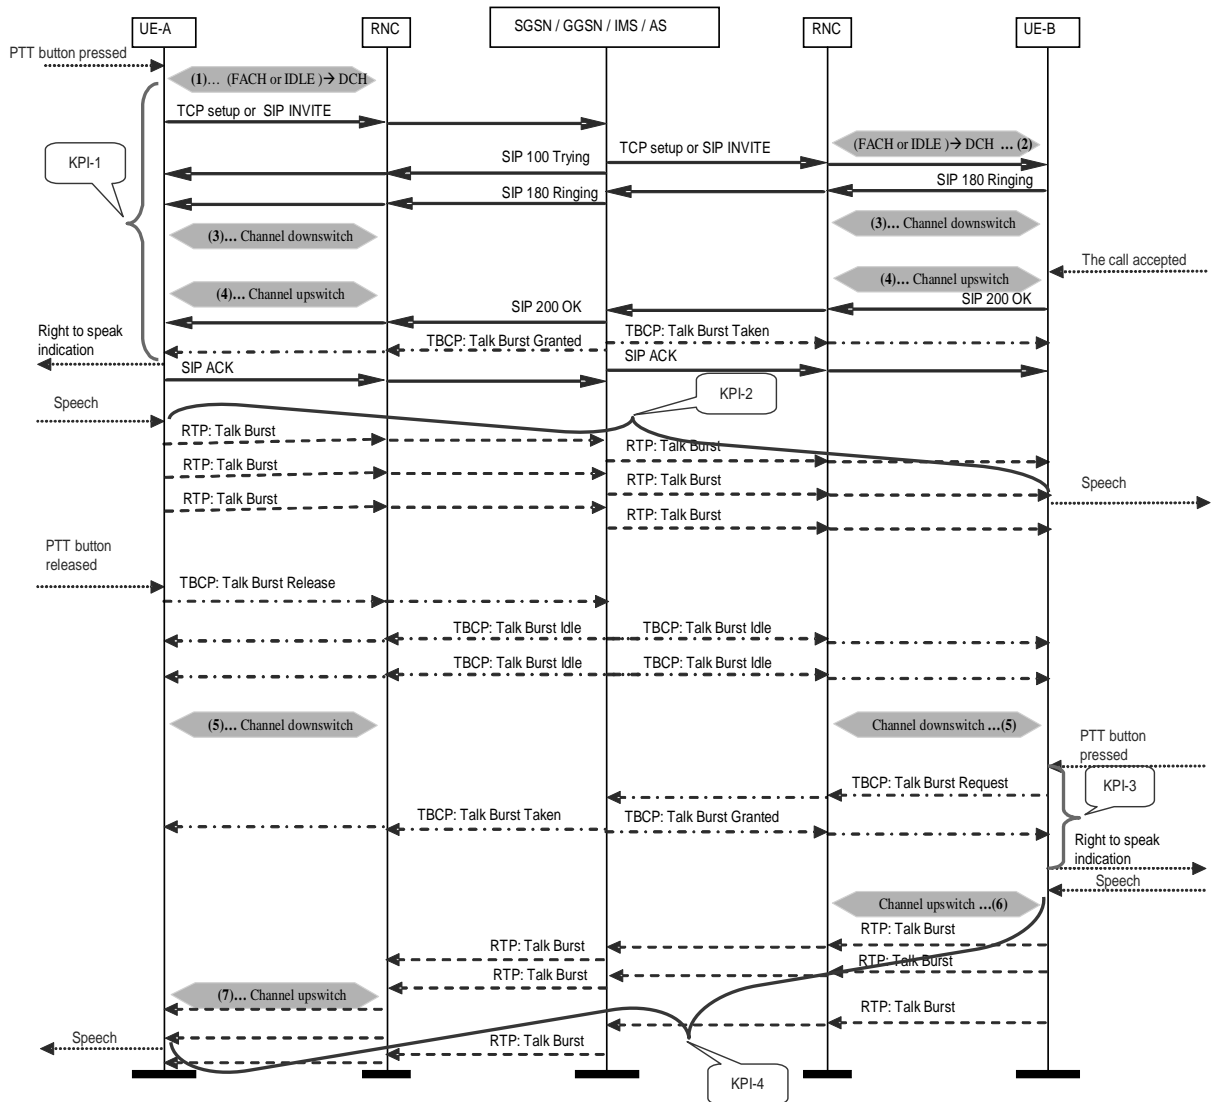 UE-A
RNC
SGSN / GGSN / IMS / AS
RNC
UE-B
PTT button pressed
(1)... (FACH or IDLE )→ DCH
TCP setup or SIP INVITE
KPI-1
TCP setup or SIP INVITE
(FACH or IDLE )→ DCH ... (2)
SIP 100 Trying
SIP 180 Ringing
SIP 180 Ringing
(3)... Channel downswitch
(3)... Channel downswitch
The call accepted
(4)... Channel upswitch
(4)... Channel upswitch
SIP 200 OK
SIP 200 OK
Right to speak
indication
TBCP: Talk Burst Granted
TBCP: Talk Burst Taken
SIP ACK
SIP ACK
KPI-2
Speech
RTP: Talk Burst
RTP: Talk Burst
RTP: Talk Burst
RTP: Talk Burst
Speech
RTP: Talk Burst
RTP: Talk Burst
PTT button
released
TBCP: Talk Burst Release
TBCP: Talk Burst Idle
TBCP: Talk Burst Idle
TBCP: Talk Burst Idle
TBCP: Talk Burst Idle
(5)... Channel downswitch
Channel downswitch ...(5)
PTT button
pressed
TBCP: Talk Burst Request
KPI-3
TBCP: Talk Burst Taken
TBCP: Talk Burst Granted
Right to speak
indication
Speech
Channel upswitch ...(6)
RTP: Talk Burst
RTP: Talk Burst
RTP: Talk Burst
RTP: Talk Burst
(7)... Channel upswitch
RTP: Talk Burst
Speech
RTP: Talk Burst
KPI-4